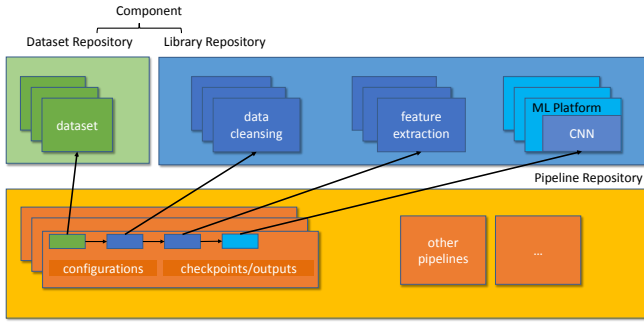 Component
Dataset Repository
Library Repository
dataset
data
cleansing
feature
extraction
ML Platform
CNN
Pipeline Repository
configurations
checkpoints/outputs
other
pipelines
...